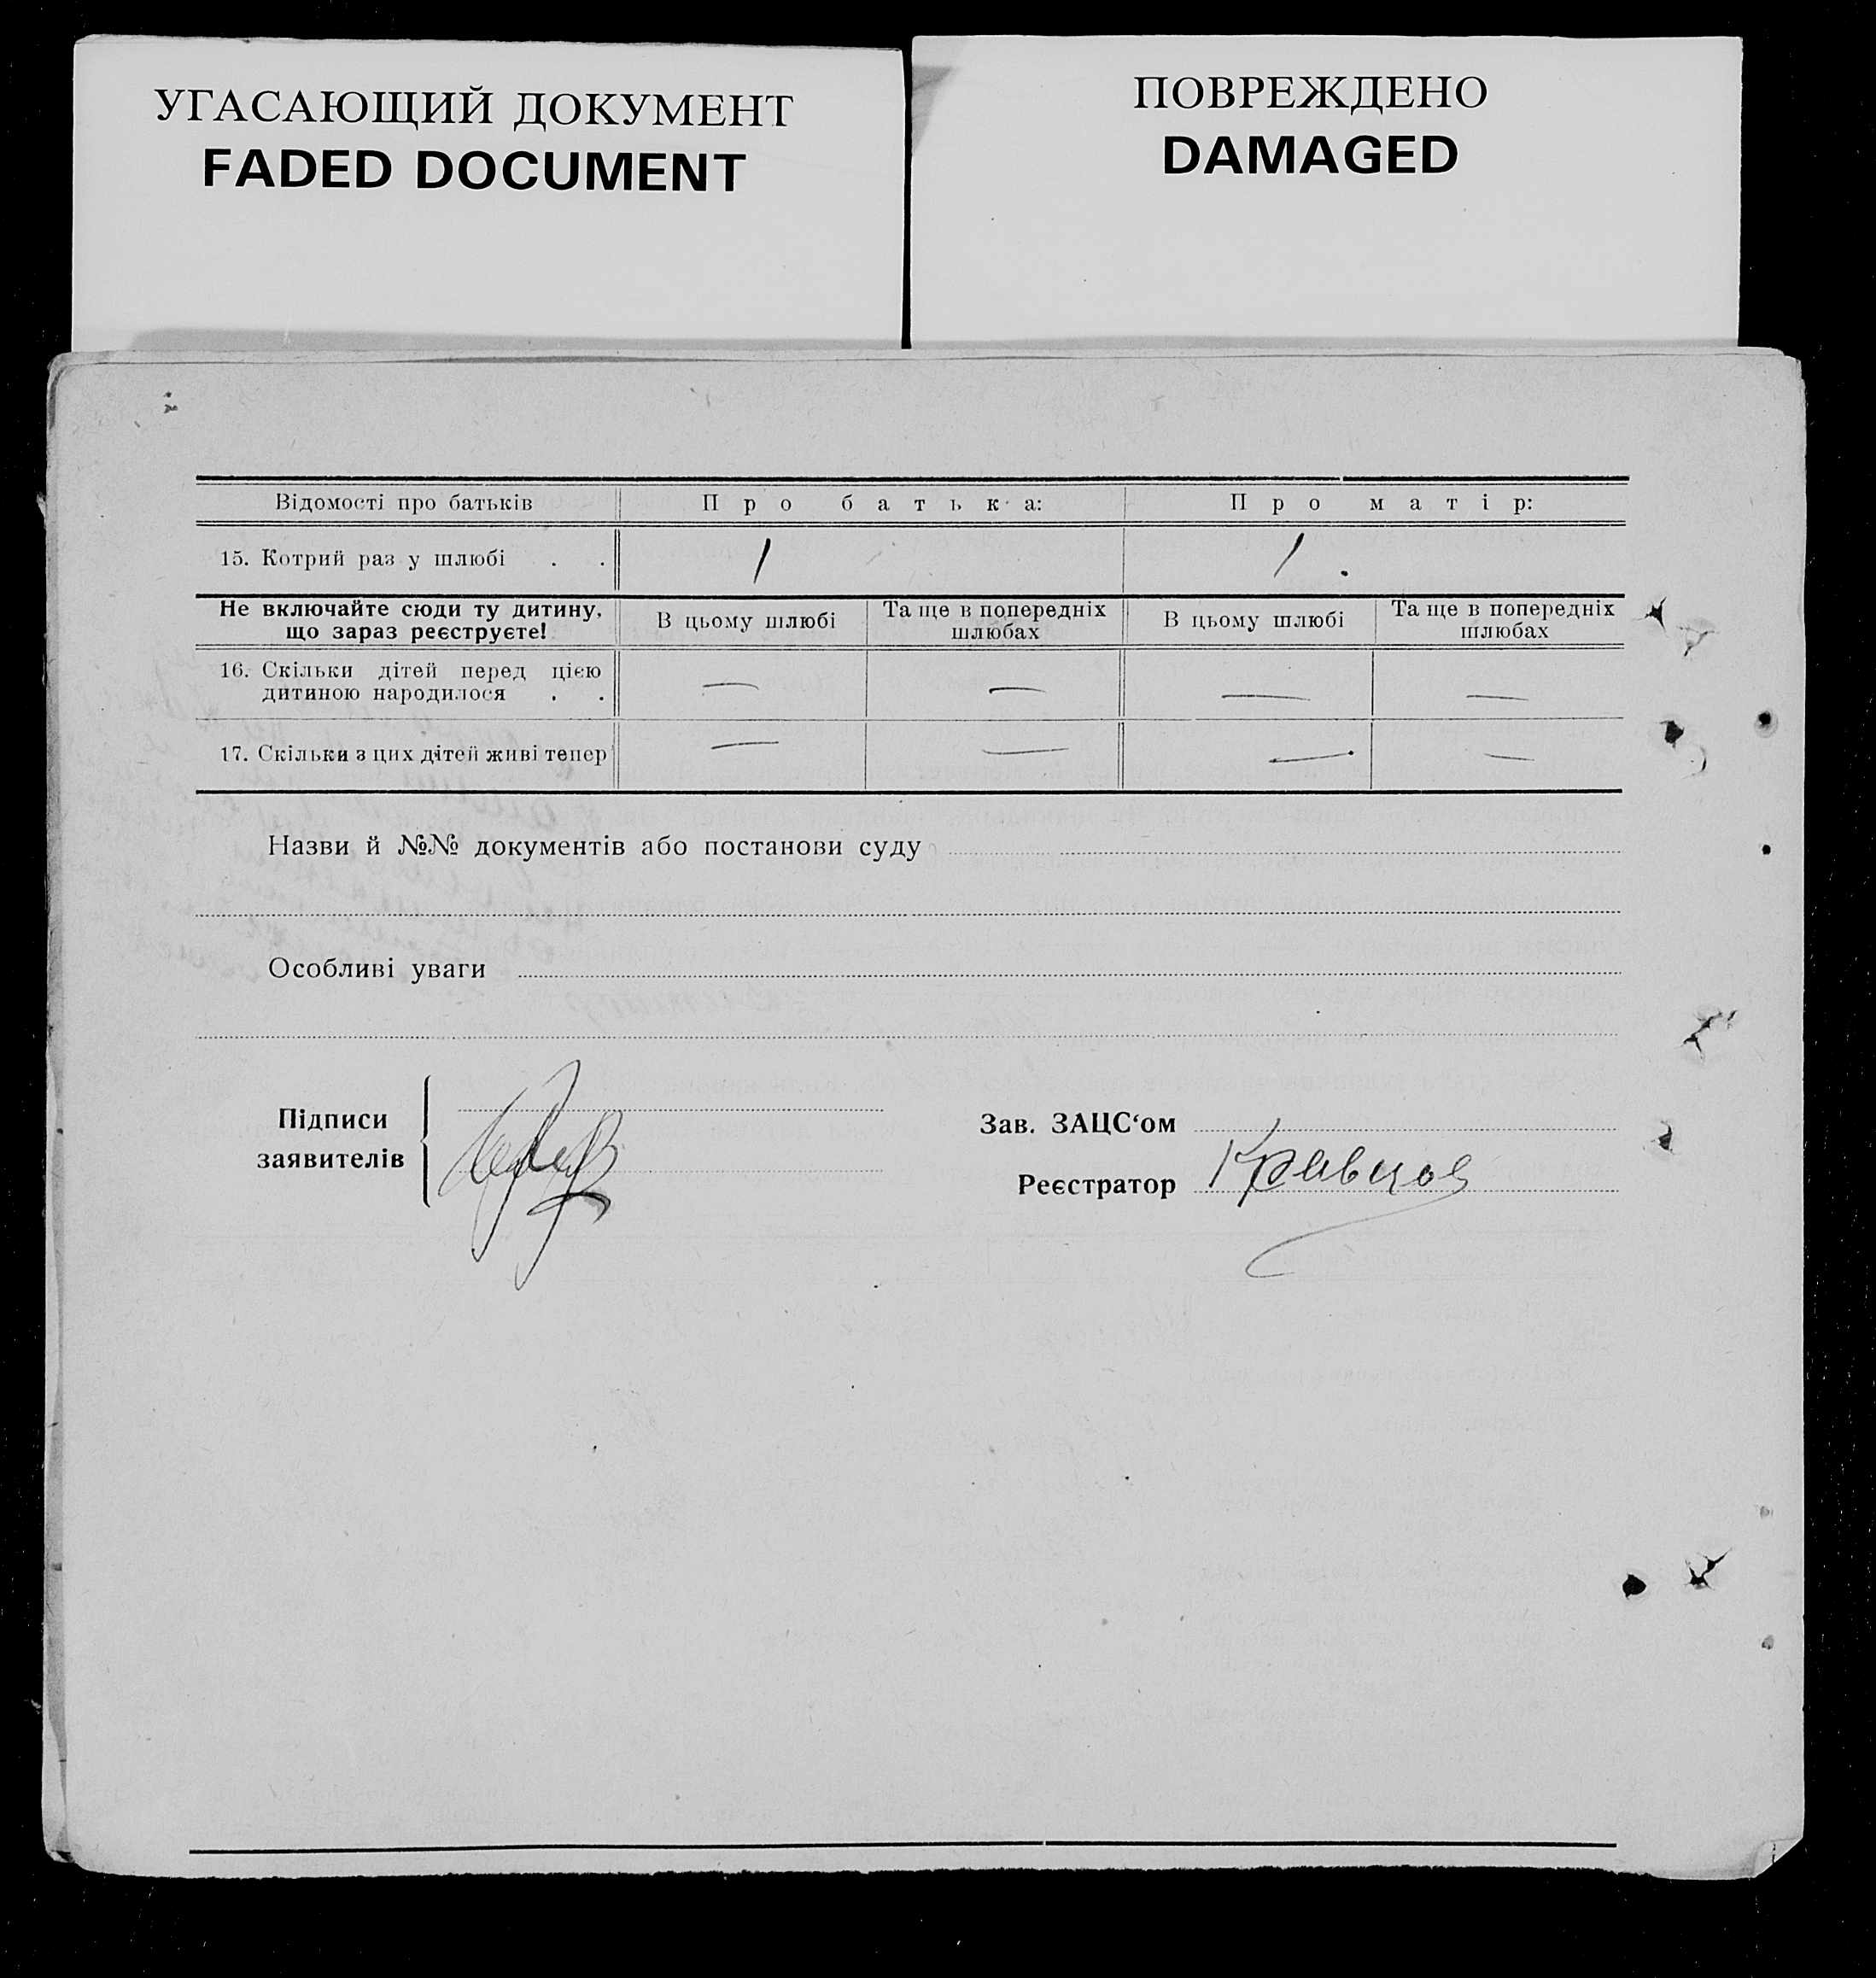 УГАСАЮЩИЙ ДОКУМЕНТ
FADED DOCUMENT
ПОВРЕЖДЕНО
DAMAGED
Відомості про батьків | Про батька: | Про матір:
15. Котрий раз у шлюбі . . | 1 | 1.
Не включайте сюди ту дитину, що зараз реєструєте! | В цьому шлюбі | Та ще в попередніх шлюбах | В цьому шлюбі | Та ще в попередніх шлюбах
16. Скільки дітей перед цією дитиною народилося . . | — | — | — | —
17. Скільки з цих дітей живі тепер | — | — | — | —
Назви й №№ документів або постанови суду
Особливі уваги
Підписи
заявителів
Зав. ЗАЦС‘ом
Реєстратор Кравцов